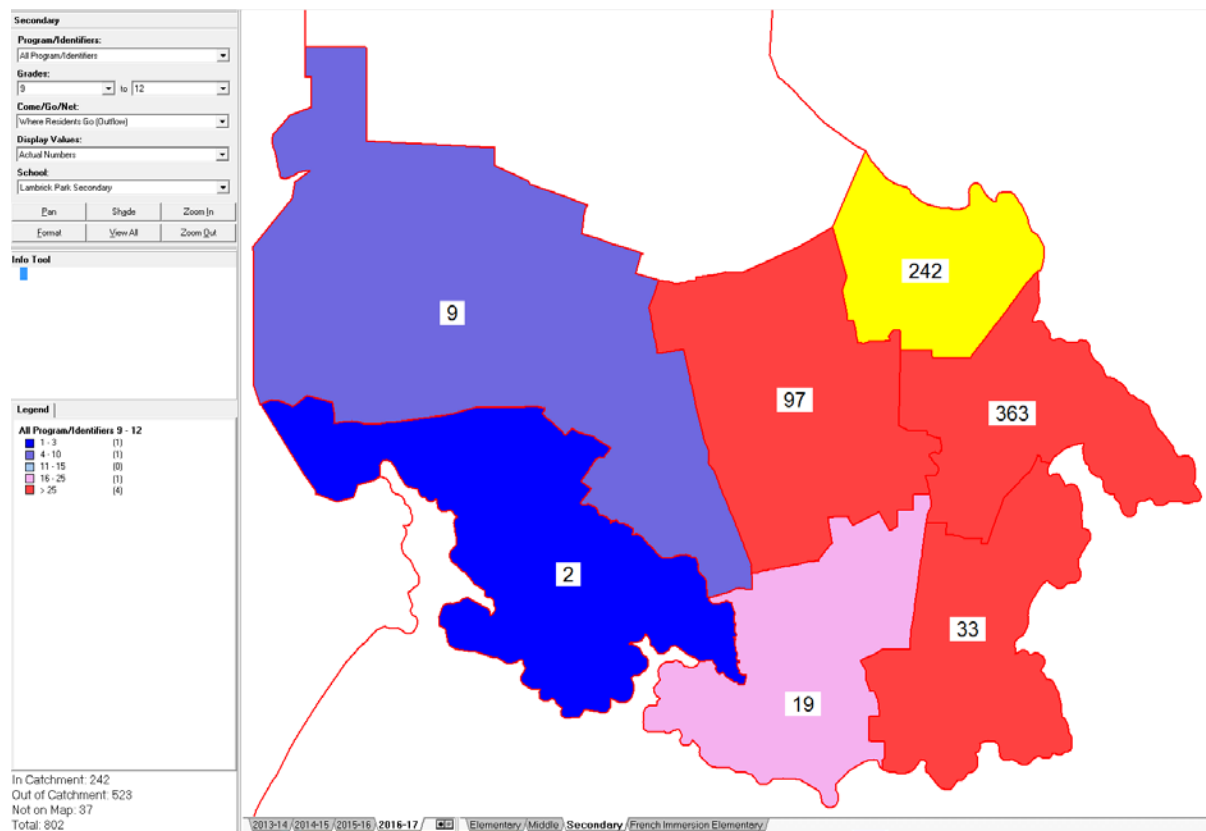 Secondary
Program/Identifiers:
All Program/Identifiers
Grades:
9 to 12
Come/Go/Net:
Where Residents Go (Outflow)
Display Values:
Actual Numbers
School:
Lambrick Park Secondary
Pan Shade Zoom In
Format View All Zoom Out
Info Tool
Legend
All Program/Identifiers 9 - 12
1 - 3 (1)
4 - 10 (1)
11 - 15 (0)
16 - 25 (1)
> 25 (4)
In Catchment: 242
Out of Catchment: 523
Not on Map: 37
Total: 802
242
9
97
363
2
33
19
2013-14 2014-15 2015-16 2016-17 Elementary Middle Secondary French Immersion Elementary